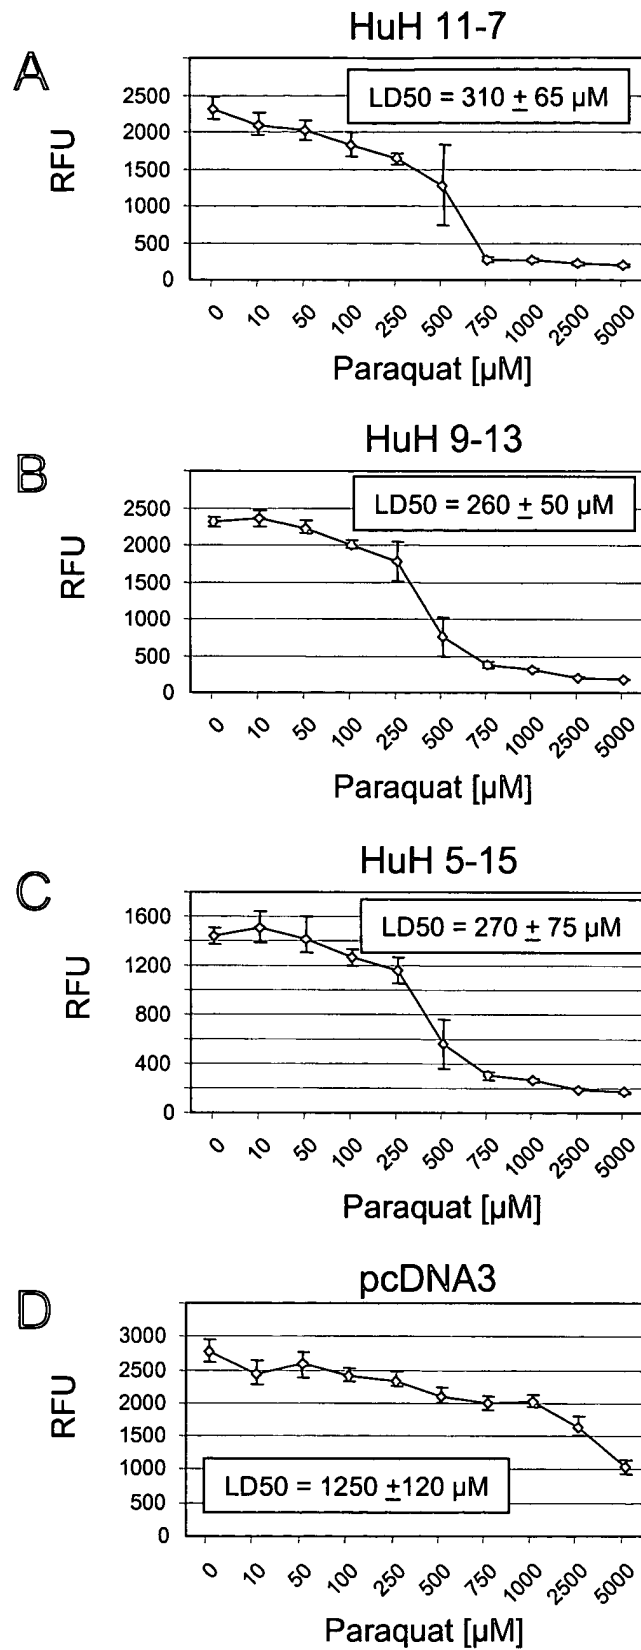 A
HuH 11-7
LD50 = 310 ± 65 µM
RFU
2500
2000
1500
1000
500
0
0 10 50 100 250 500 750 1000 2500 5000
Paraquat [µM]
B
HuH 9-13
LD50 = 260 ± 50 µM
RFU
2500
2000
1500
1000
500
0
0 10 50 100 250 500 750 1000 2500 5000
Paraquat [µM]
C
HuH 5-15
LD50 = 270 ± 75 µM
RFU
1600
1200
800
400
0
0 10 50 100 250 500 750 1000 2500 5000
Paraquat [µM]
D
pcDNA3
RFU
3000
2500
2000
1500
1000
500
0
LD50 = 1250 ±120 µM
0 10 50 100 250 500 750 1000 2500 5000
Paraquat [µM]